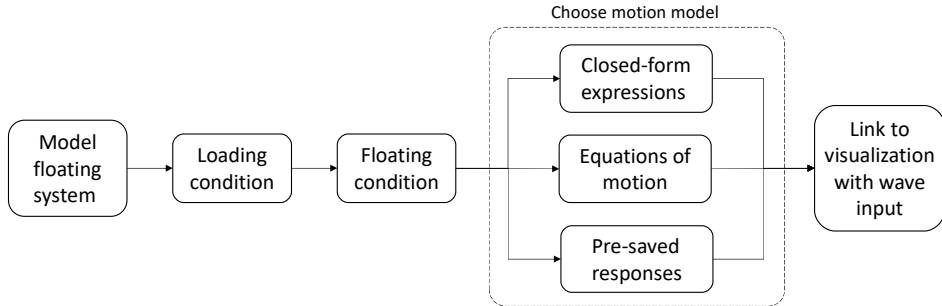 Choose motion model
Model
floating
system
Loading
condition
Floating
condition
Closed-form
expressions
Equations of
motion
Pre-saved
responses
Link to
visualization
with wave
input